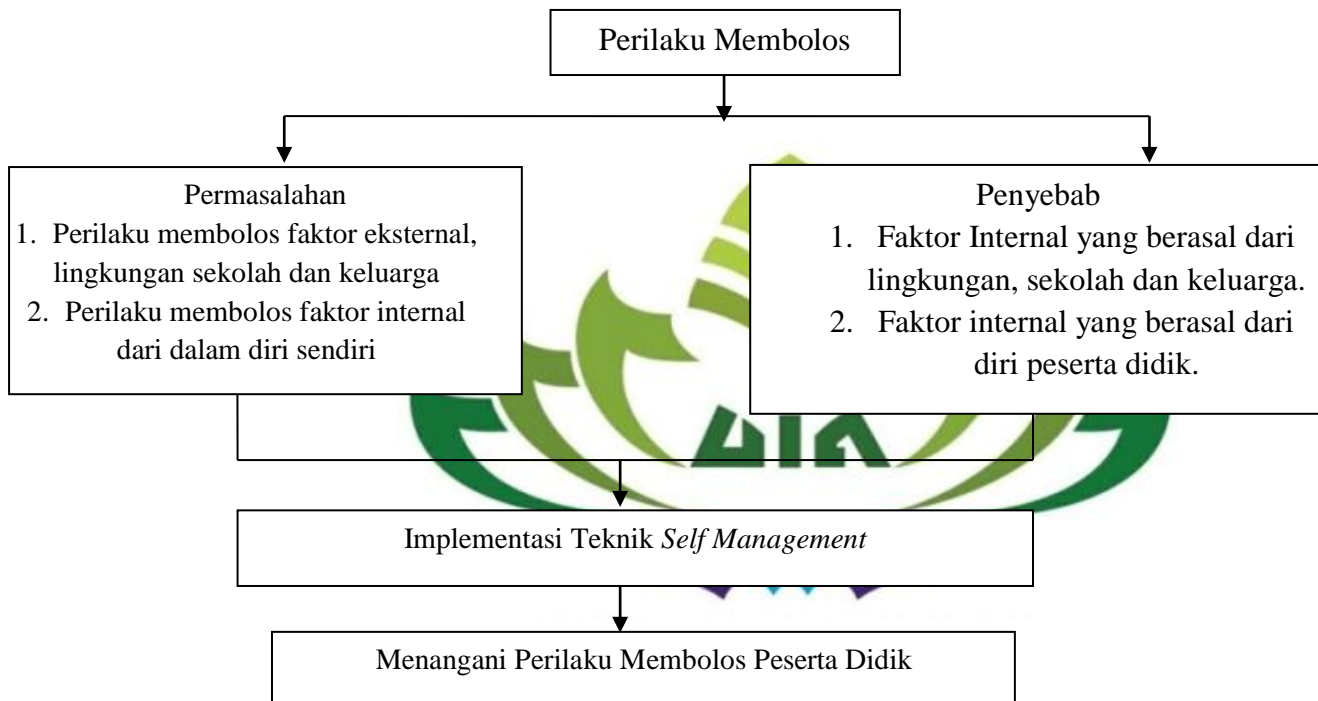 Perilaku Membolos
Permasalahan
1. Perilaku membolos faktor eksternal,
lingkungan sekolah dan keluarga
2. Perilaku membolos faktor internal
dari dalam diri sendiri
Penyebab
1. Faktor Internal yang berasal dari
lingkungan, sekolah dan keluarga.
2. Faktor internal yang berasal dari
diri peserta didik.
Implementasi Teknik Self Management
Menangani Perilaku Membolos Peserta Didik